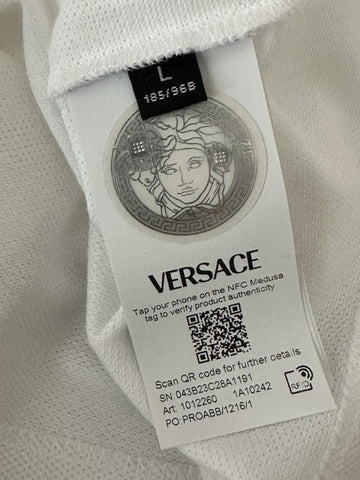 L
185/96B
VERSACE
Tap your phone on the NFC Medusa
tag to verify product authenticity
Scan QR code for further details
SN:043B23C28A1191
Art: 1012260 1A10242
PO:PROABB/1216/1
RFID